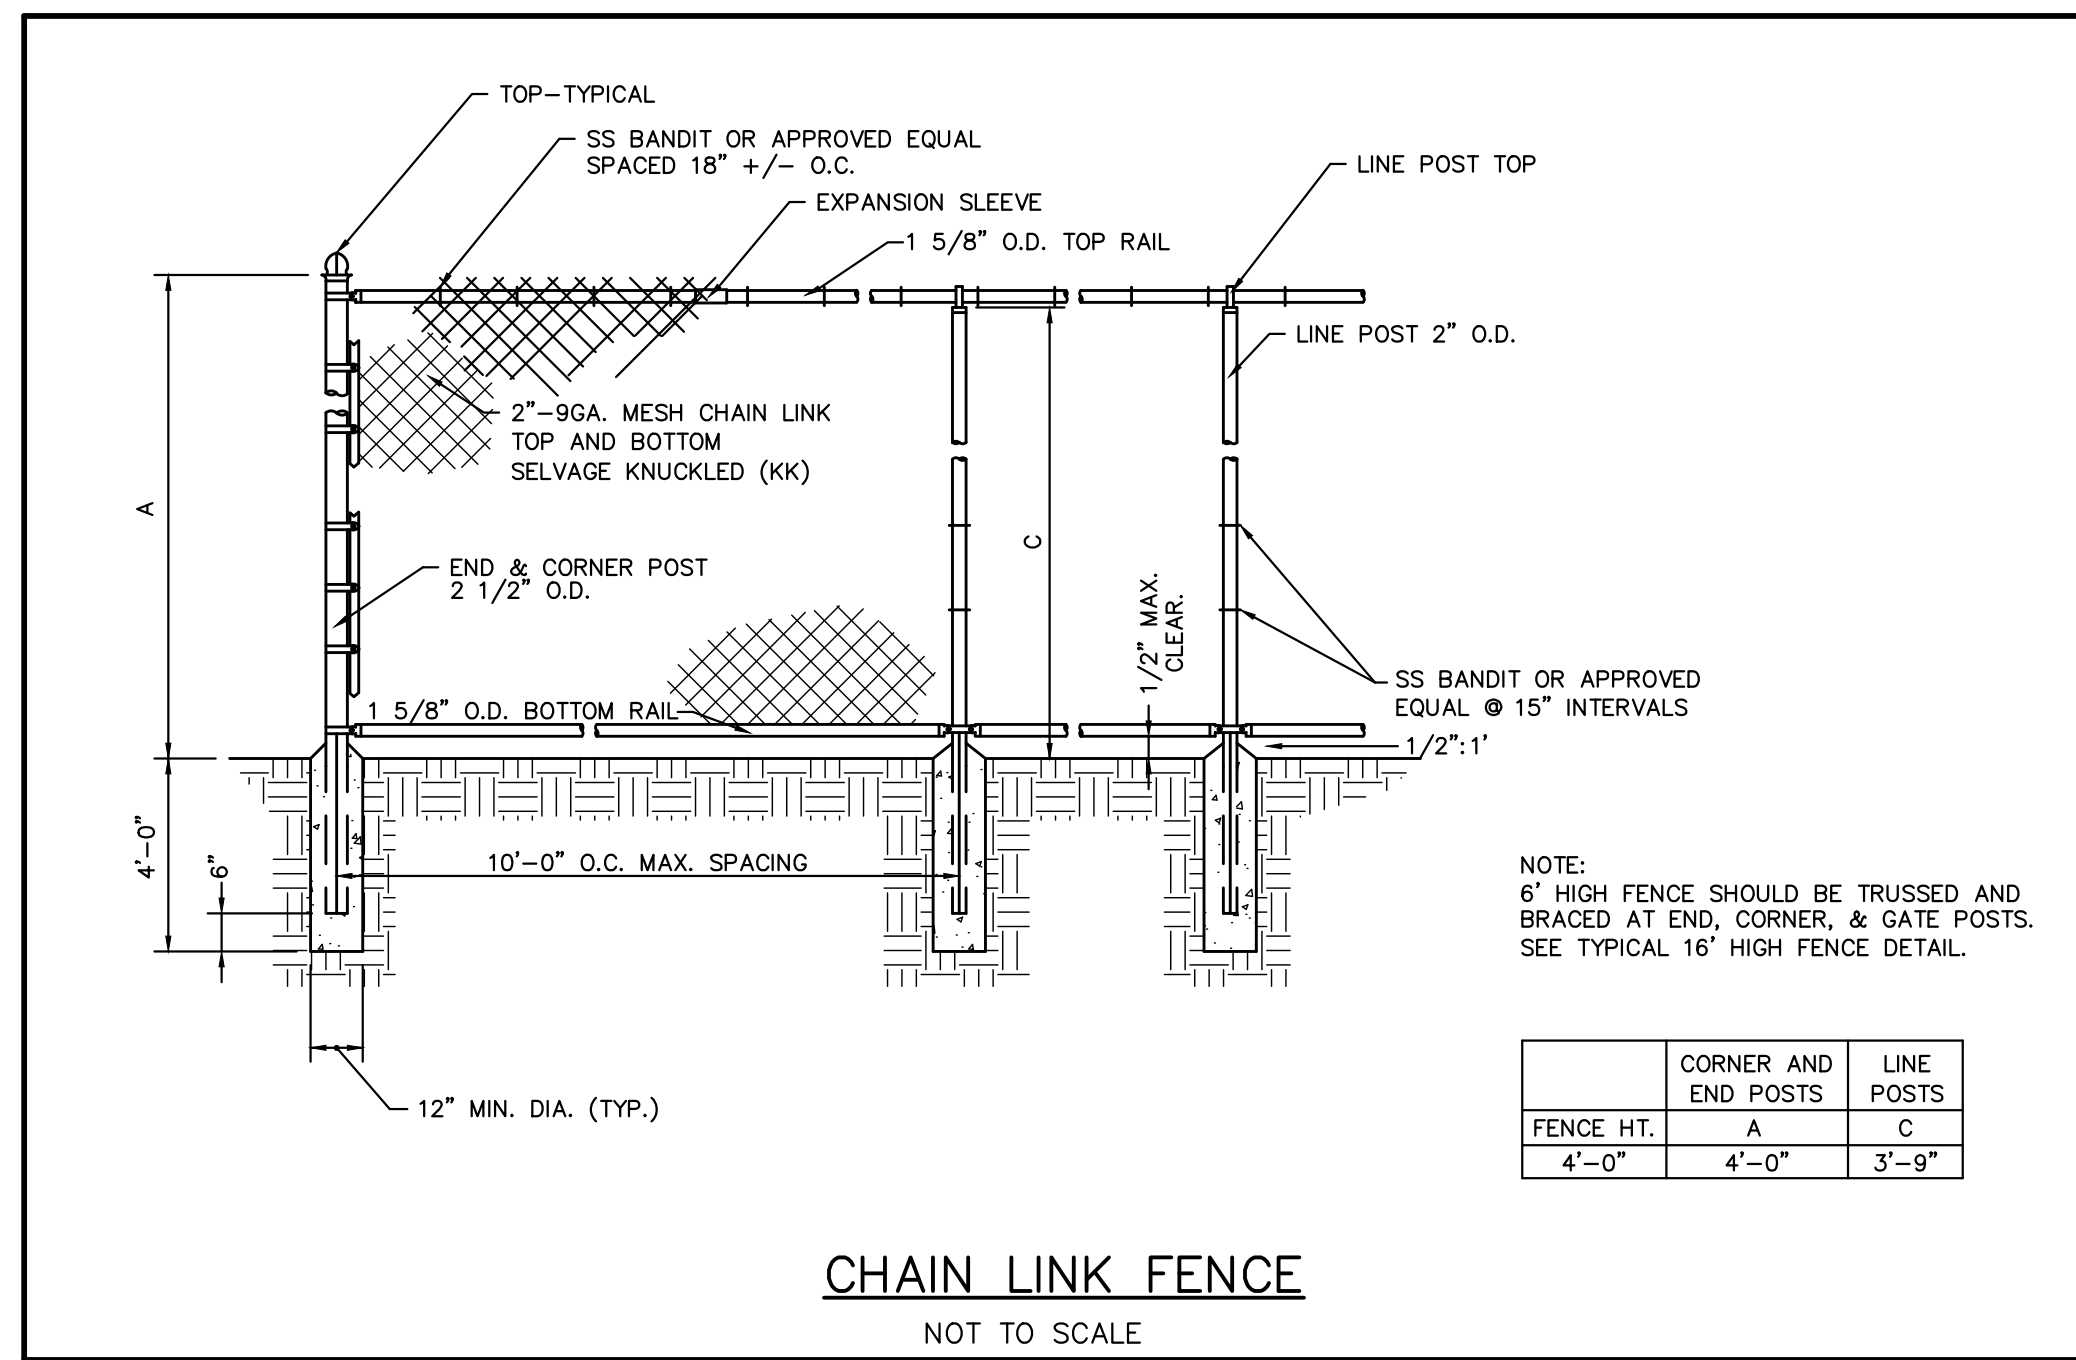 TOP-TYPICAL
SS BANDIT OR APPROVED EQUAL
SPACED 18" +/- O.C.
LINE POST TOP
EXPANSION SLEEVE
1 5/8" O.D. TOP RAIL
LINE POST 2" O.D.
2"-9GA. MESH CHAIN LINK
TOP AND BOTTOM
SELVAGE KNUCKLED (KK)
A
C
END & CORNER POST
2 1/2" O.D.
1/2" MAX.
CLEAR.
SS BANDIT OR APPROVED
EQUAL @ 15" INTERVALS
1 5/8" O.D. BOTTOM RAIL
1/2":1'
4'-0"
6"
10'-0" O.C. MAX. SPACING
NOTE:
6' HIGH FENCE SHOULD BE TRUSSED AND
BRACED AT END, CORNER, & GATE POSTS.
SEE TYPICAL 16' HIGH FENCE DETAIL.
12" MIN. DIA. (TYP.)
CORNER AND LINE
END POSTS POSTS
FENCE HT. A C
4'-0" 4'-0" 3'-9"
CHAIN LINK FENCE
NOT TO SCALE